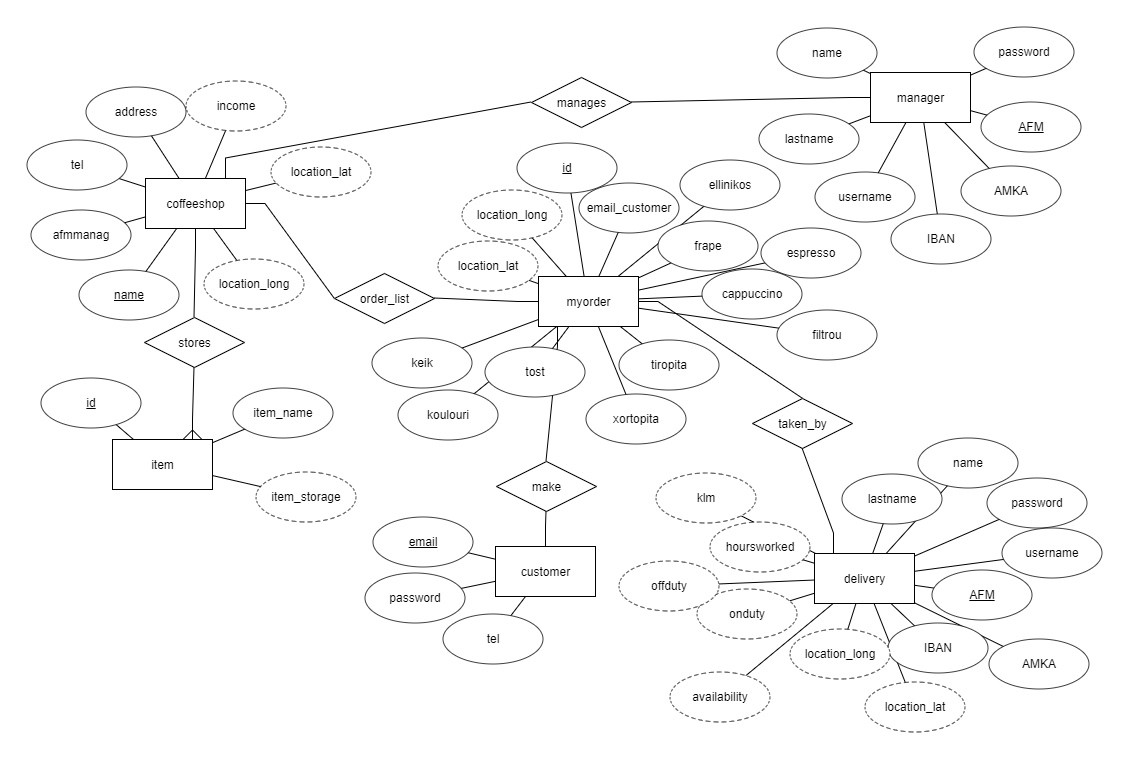 name
password
manager
AFM
AMKA
lastname
username
IBAN
manages
address
income
tel
location_lat
coffeeshop
afmmanag
name
location_long
stores
id
item_name
item
item_storage
order_list
id
email_customer
ellinikos
location_long
frape
espresso
location_lat
cappuccino
myorder
filtrou
keik
tost
tiropita
koulouri
xortopita
taken_by
make
email
customer
password
tel
name
lastname
password
klm
username
hoursworked
delivery
offduty
AFM
onduty
location_long
IBAN
AMKA
availability
location_lat